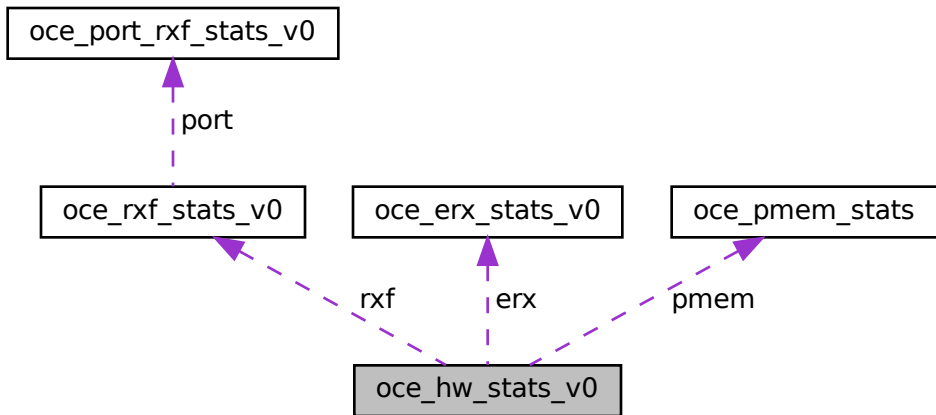 oce_port_rxf_stats_v0
port
oce_rxf_stats_v0
oce_erx_stats_v0
oce_pmem_stats
rxf
erx
pmem
oce_hw_stats_v0